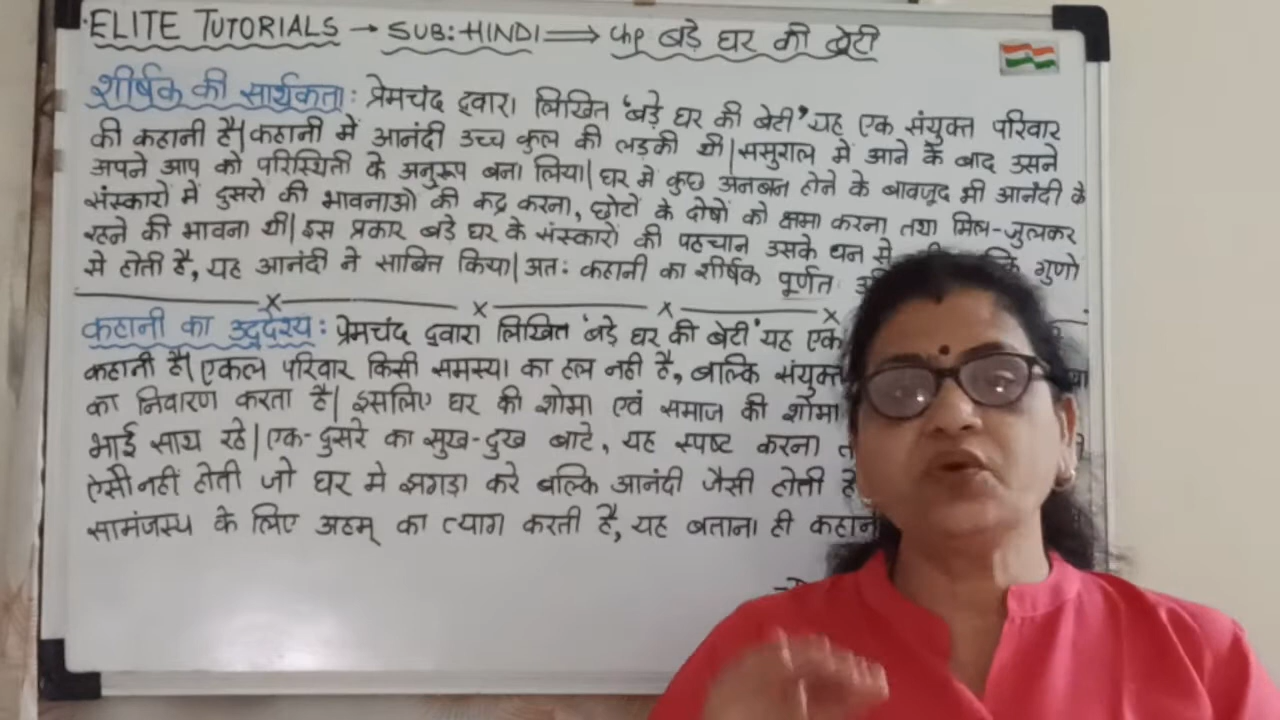 ELITE TUTORIALS → SUB: HINDI ⟹ Chp बड़े घर की बेटी
शीर्षक की सार्थकता: प्रेमचंद द्वारा लिखित 'बड़े घर की बेटी' यह एक संयुक्त परिवार
की कहानी है| कहानी में आनंदी उच्च कुल की लड़की थी| ससुराल में आने के बाद उसने
अपने आप को परिस्थिती के अनुरूप बना लिया| घर मे कुछ अनबन होने के बावजूद भी आनंदी के
संस्कारों में दुसरों की भावनाओ की कद्र करना, छोटों के दोषों को क्षमा करना तथा मिल-जुलकर
रहने की भावना थी| इस प्रकार बड़े घर के संस्कारों की पहचान उसके धन से गुणो
से होती है, यह आनंदी ने साबित किया| अत: कहानी का शीर्षक पूर्णत:
कहानी का उद्देश्य: प्रेमचंद द्वारा लिखित 'बड़े घर की बेटी' यह एक
कहानी है| एकल परिवार किसी समस्या का हल नही है, बल्कि संयुक्त
का निवारण करता है| इसलिए घर की शोभा एवं समाज की शोभा
भाई साथ रहे| एक-दुसरे का सुख-दुख बाटे, यह स्पष्ट करना
ऐसी नहीं होती जो घर मे झगड़ा करे बल्कि आनंदी जैसी होती है
सामंजस्य के लिए अहम् का त्याग करती है, यह बताना ही